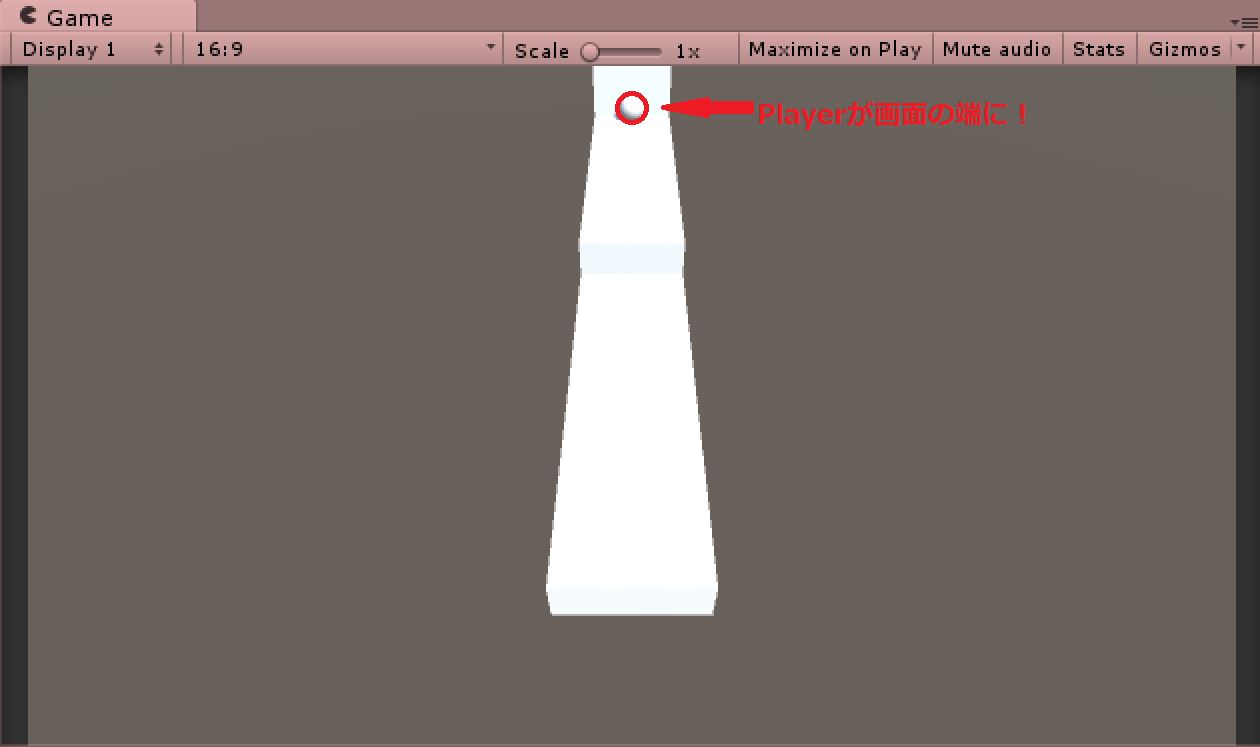 Game
Display 1 16:9 Scale 1x Maximize on Play Mute audio Stats Gizmos
Playerが画面の端に！